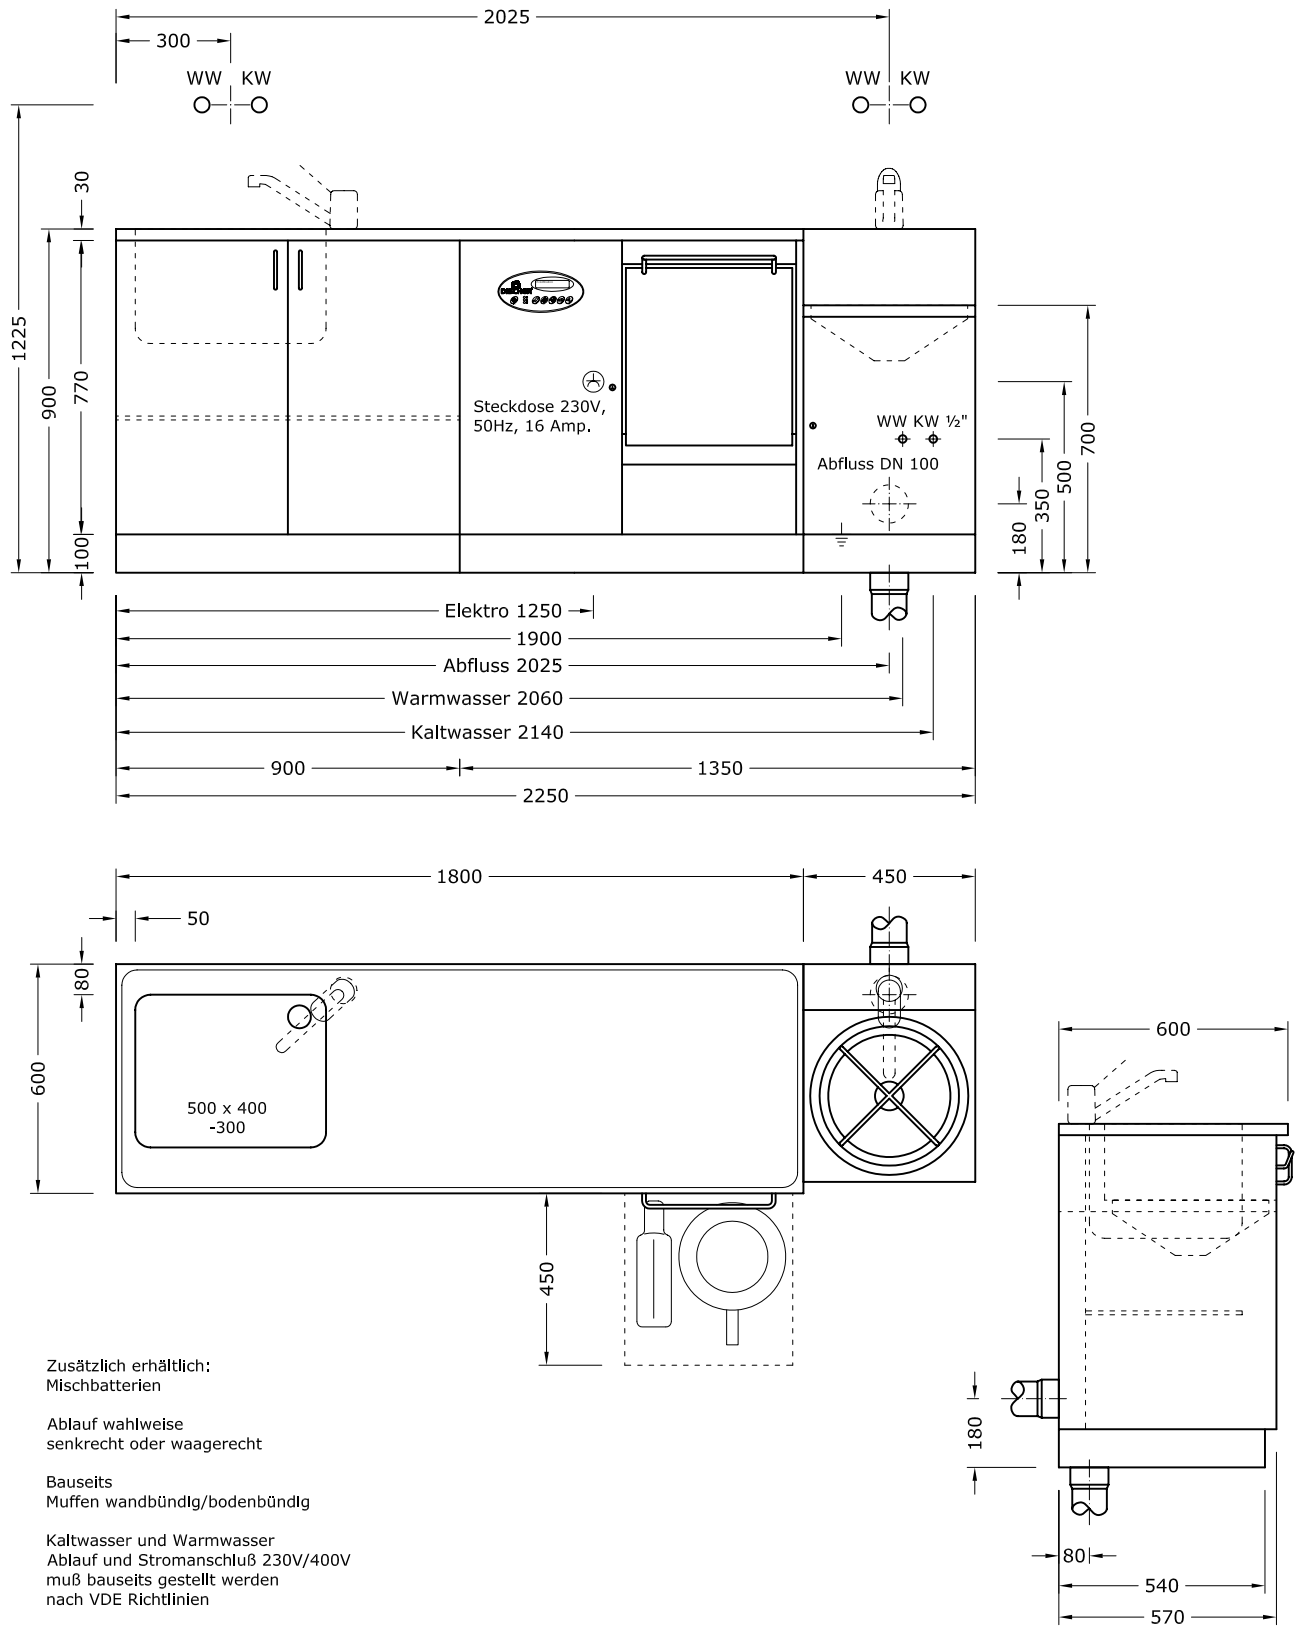 2025
300
WW KW
WW KW
30
1225
900
770
100
Steckdose 230V,
50Hz, 16 Amp.
WW KW ½"
Abfluss DN 100
180
350
500
700
Elektro 1250
1900
Abfluss 2025
Warmwasser 2060
Kaltwasser 2140
900
1350
2250
1800
450
50
80
600
500 x 400
-300
450
600
180
80
540
570
Zusätzlich erhältlich:
Mischbatterien
Ablauf wahlweise
senkrecht oder waagerecht
Bauseits
Muffen wandbündig/bodenbündig
Kaltwasser und Warmwasser
Ablauf und Stromanschluß 230V/400V
muß bauseits gestellt werden
nach VDE Richtlinien